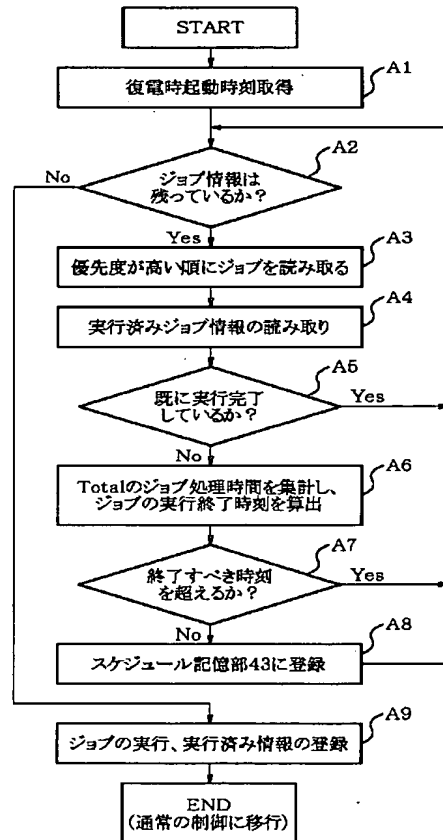 START
A1
復電時起動時刻取得
A2
ジョブ情報は
残っているか？
No
Yes
A3
優先度が高い順にジョブを読み取る
A4
実行済みジョブ情報の読み取り
A5
既に実行完了
しているか？
Yes
No
A6
Totalのジョブ処理時間を集計し、
ジョブの実行終了時刻を算出
A7
終了すべき時刻
を超えるか？
Yes
No
A8
スケジュール記憶部43に登録
A9
ジョブの実行、実行済み情報の登録
END
(通常の制御に移行)